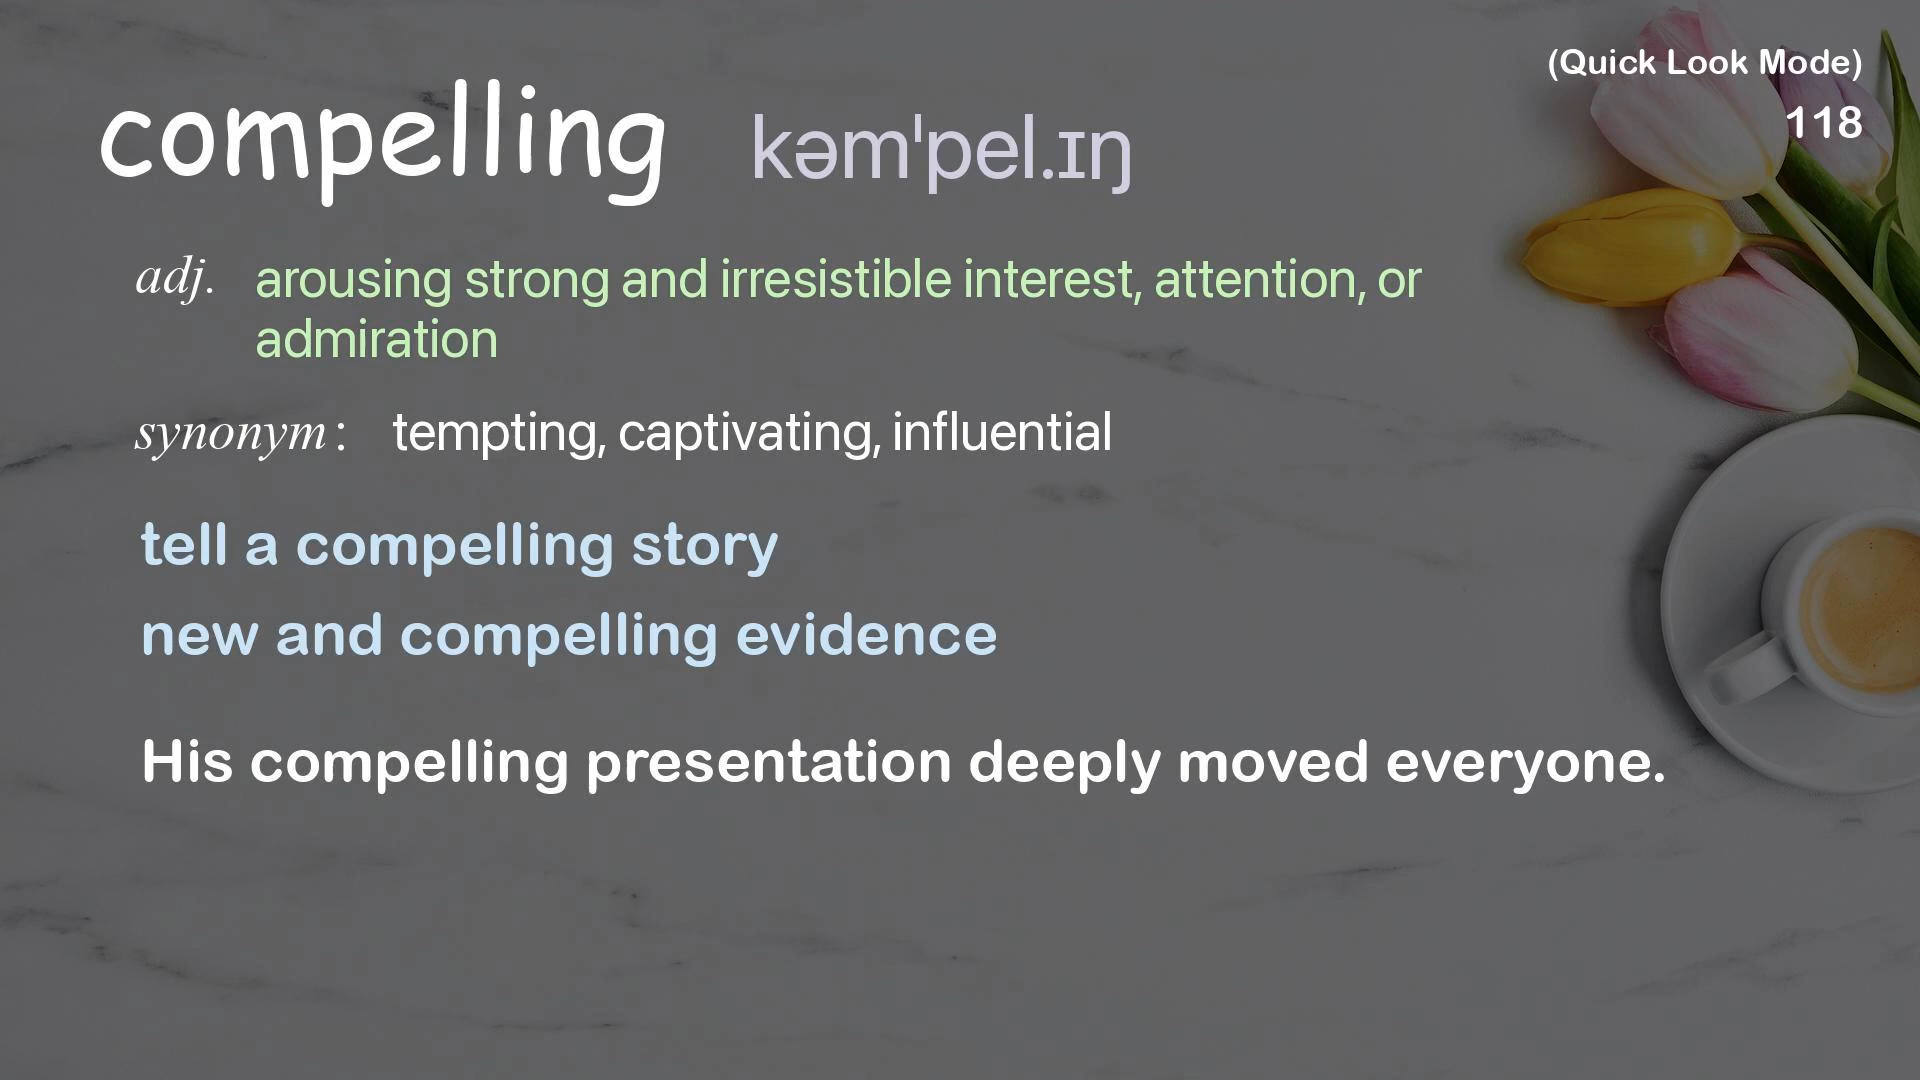 (Quick Look Mode)
118
compelling kəmˈpel.ɪŋ
adj. arousing strong and irresistible interest, attention, or
admiration
synonym: tempting, captivating, influential
tell a compelling story
new and compelling evidence
His compelling presentation deeply moved everyone.